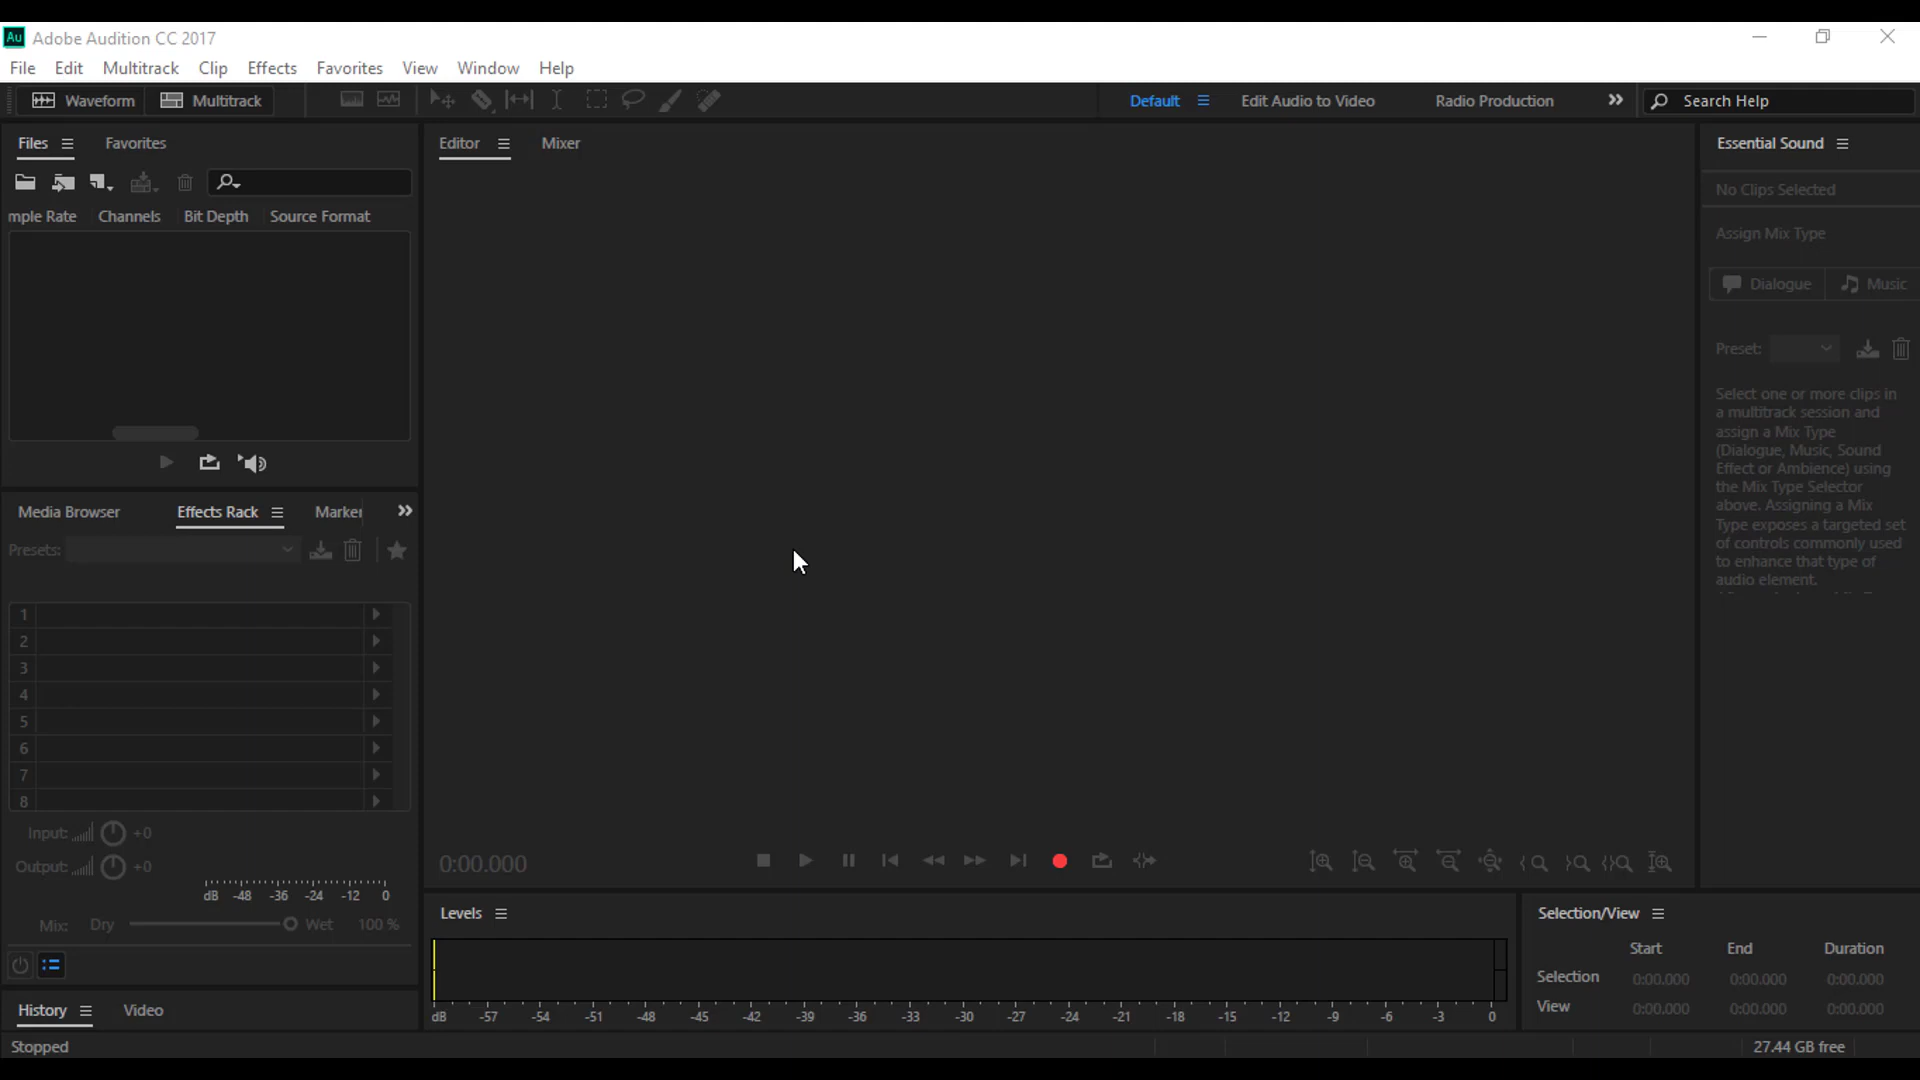 Au Adobe Audition CC 2017
File Edit Multitrack Clip Effects Favorites View Window Help
Waveform Multitrack Default Edit Audio to Video Radio Production Search Help
Files Favorites
mple Rate Channels Bit Depth Source Format
Media Browser Effects Rack Marker
Presets:
1
2
3
4
5
6
7
8
Input: +0
Output: +0
dB -48 -36 -24 -12 0
Mix: Dry Wet 100 %
History Video
Stopped
Editor Mixer
0:00.000
Levels
dB -57 -54 -51 -48 -45 -42 -39 -36 -33 -30 -27 -24 -21 -18 -15 -12 -9 -6 -3 0
Essential Sound
No Clips Selected
Assign Mix Type
Dialogue Music
Preset:
Select one or more clips in
a multitrack session and
assign a Mix Type
(Dialogue, Music, Sound
Effect or Ambience) using
the Mix Type Selector
above. Assigning a Mix
Type exposes a targeted set
of controls commonly used
to enhance that type of
audio element.
Selection/View
Start End Duration
Selection 0:00.000 0:00.000 0:00.000
View 0:00.000 0:00.000 0:00.000
27.44 GB free